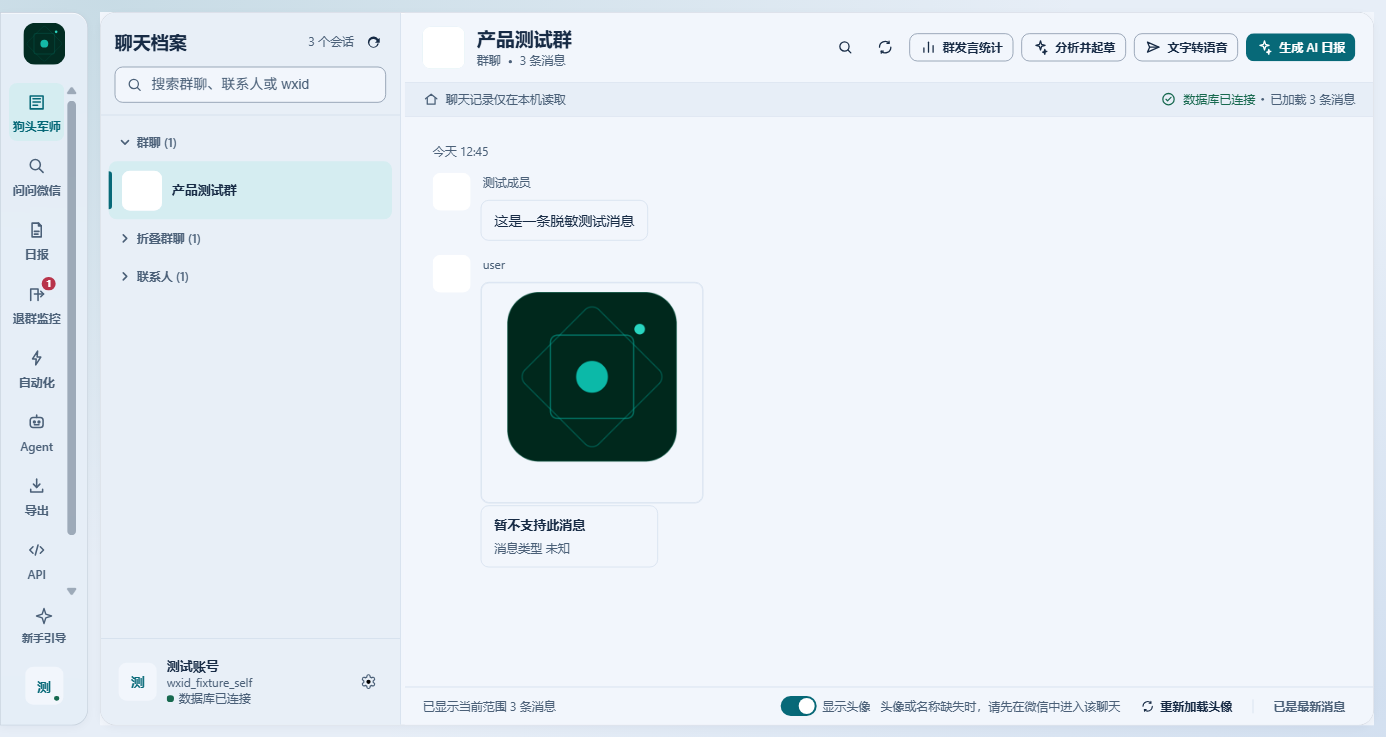 狗头军师
问问微信
日报
1
退群监控
自动化
Agent
导出
API
新手引导
测
聊天档案
3 个会话
搜索群聊、联系人或 wxid
群聊 (1)
产品测试群
折叠群聊 (1)
联系人 (1)
测
测试账号
wxid_fixture_self
数据库已连接
产品测试群
群聊 • 3 条消息
群发言统计
分析并起草
文字转语音
生成 AI 日报
聊天记录仅在本机读取
数据库已连接 • 已加载 3 条消息
今天 12:45
测试成员
这是一条脱敏测试消息
user
暂不支持此消息
消息类型 未知
已显示当前范围 3 条消息
显示头像
头像或名称缺失时，请先在微信中进入该聊天
重新加载头像
已是最新消息